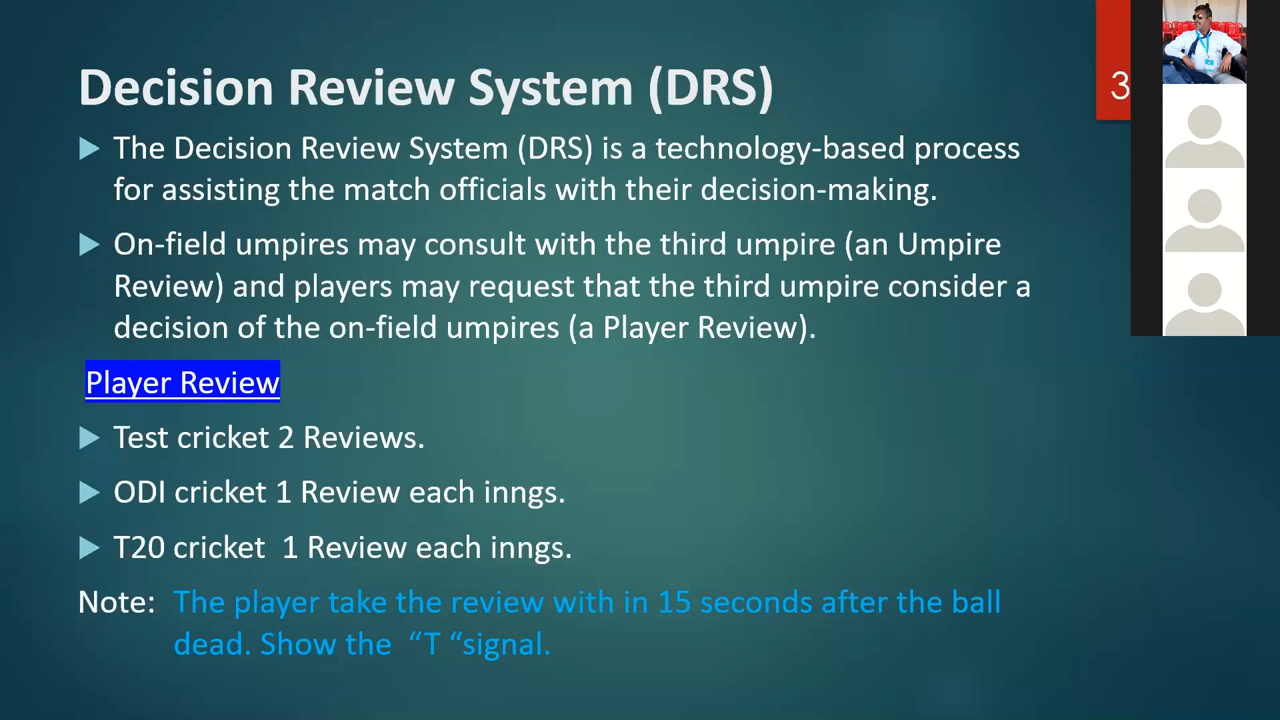 Decision Review System (DRS)
3
The Decision Review System (DRS) is a technology-based process
for assisting the match officials with their decision-making.
On-field umpires may consult with the third umpire (an Umpire
Review) and players may request that the third umpire consider a
decision of the on-field umpires (a Player Review).
Player Review
Test cricket 2 Reviews.
ODI cricket 1 Review each inngs.
T20 cricket  1 Review each inngs.
Note: The player take the review with in 15 seconds after the ball
dead. Show the  “T “signal.